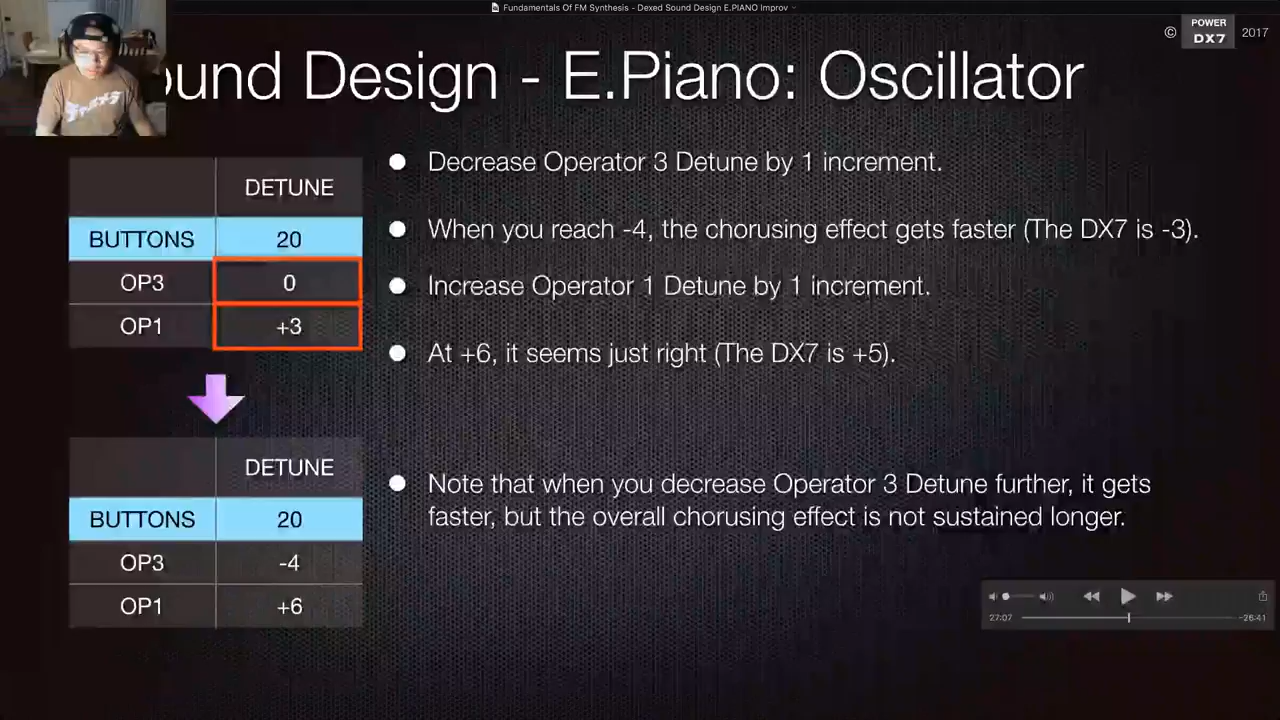 Fundamentals Of FM Synthesis - Dexed Sound Design E.PIANO Improv
© POWER DX7 2017
ound Design - E.Piano: Oscillator
DETUNE
BUTTONS 20
OP3 0
OP1 +3
Decrease Operator 3 Detune by 1 increment.
When you reach -4, the chorusing effect gets faster (The DX7 is -3).
Increase Operator 1 Detune by 1 increment.
At +6, it seems just right (The DX7 is +5).
DETUNE
BUTTONS 20
OP3 -4
OP1 +6
Note that when you decrease Operator 3 Detune further, it gets
faster, but the overall chorusing effect is not sustained longer.
27:07 -26:41